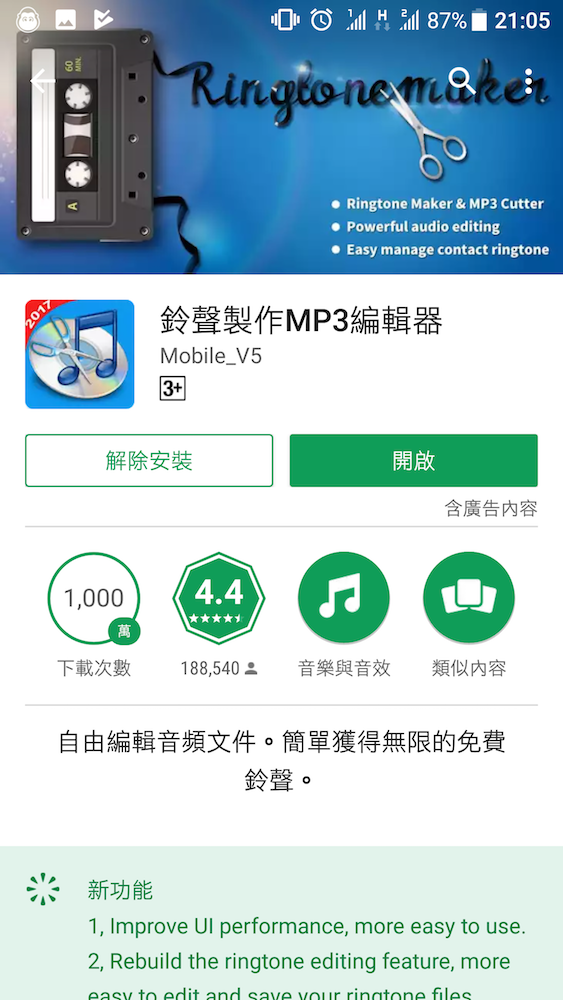 H
2
87%
21:05
60 MIN.
Ringtonemaker
A
Ringtone Maker & MP3 Cutter
Powerful audio editing
Easy manage contact ringtone
2017
鈴聲製作MP3編輯器
Mobile_V5
3+
解除安裝
開啟
含廣告內容
1,000
萬
下載次數
4.4
188,540
音樂與音效
類似內容
自由編輯音頻文件。簡單獲得無限的免費
鈴聲。
新功能
1, Improve UI performance, more easy to use.
2, Rebuild the ringtone editing feature, more
easy to edit and save your ringtone files